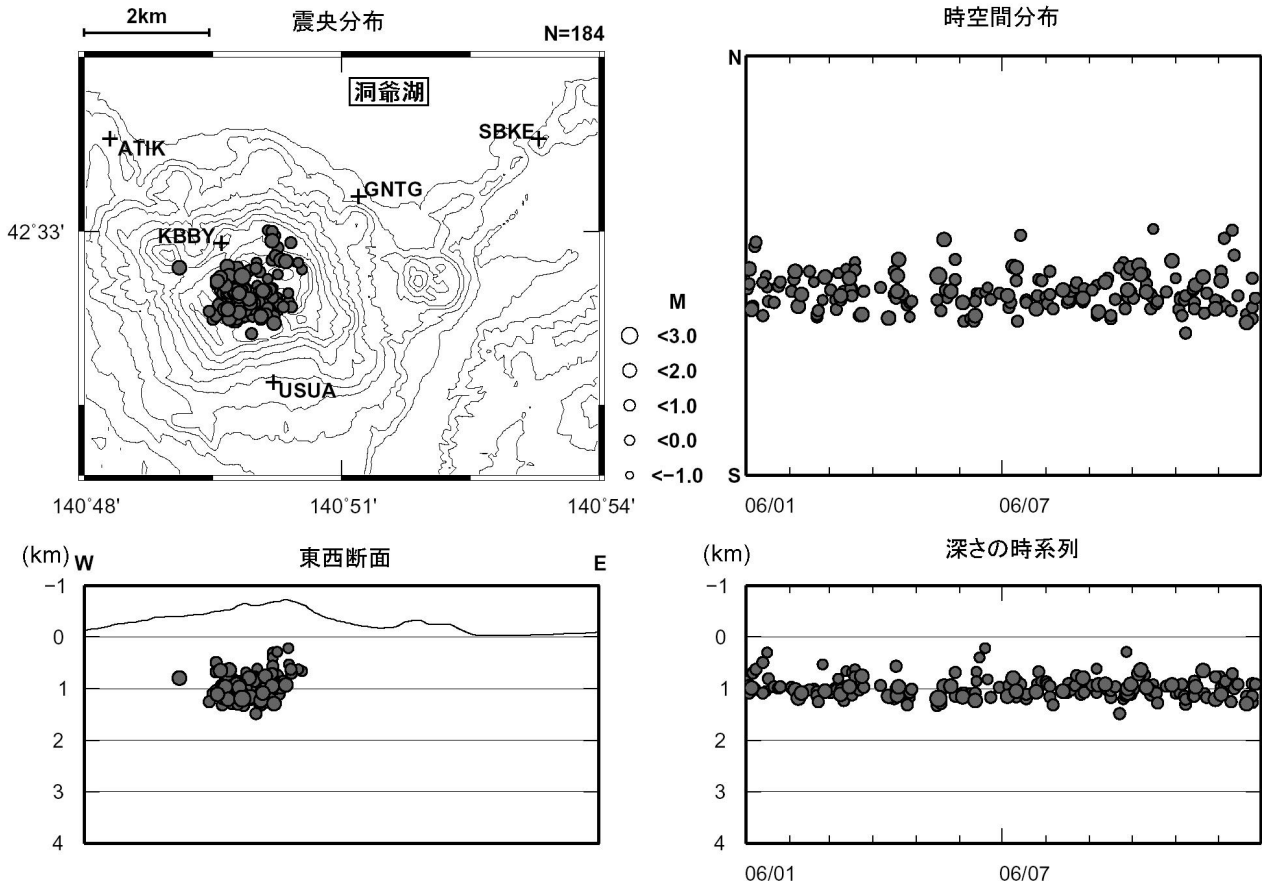 2km
震央分布
N=184
洞爺湖
SBKE
ATIK
GNTG
42°33'
KBBY
USUA
140°48'
140°51'
140°54'
M
<3.0
<2.0
<1.0
<0.0
<−1.0
時空間分布
N
S
06/01
06/07
(km)
W
東西断面
E
−1
0
1
2
3
4
(km)
深さの時系列
−1
0
1
2
3
4
06/01
06/07